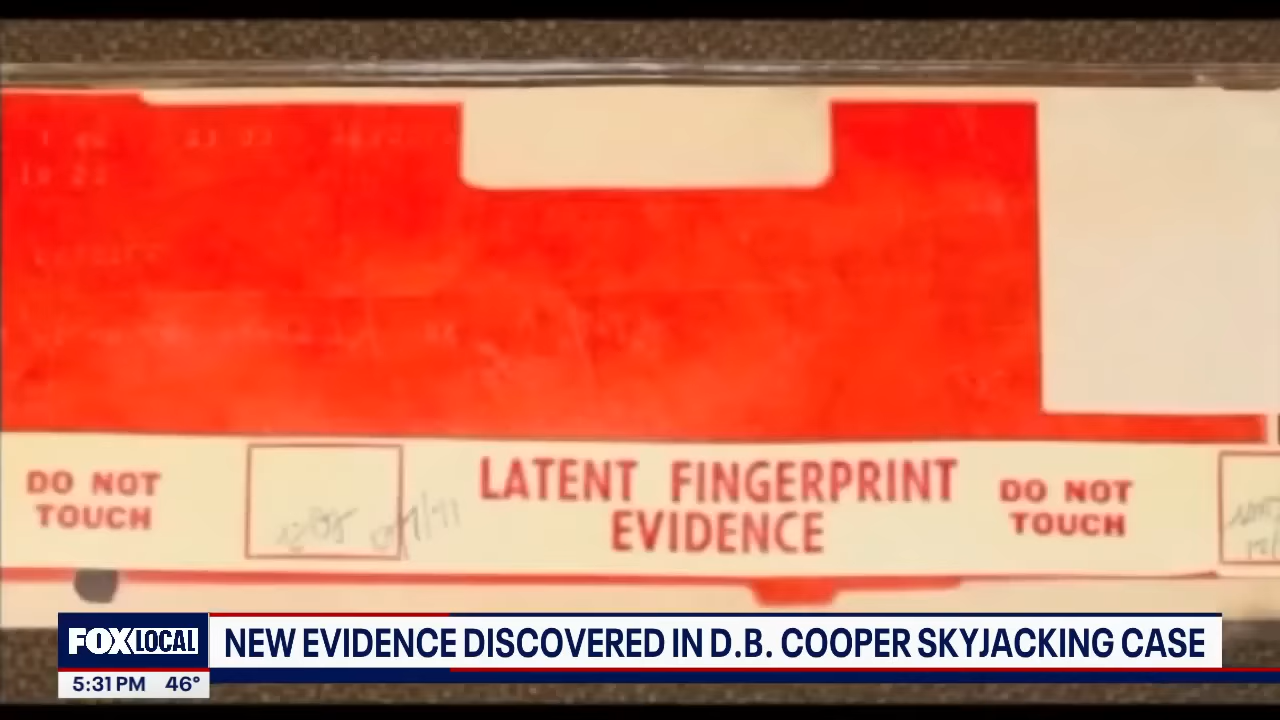 DO NOT
TOUCH
LATENT FINGERPRINT
EVIDENCE
DO NOT
TOUCH
FOX LOCAL
NEW EVIDENCE DISCOVERED IN D.B. COOPER SKYJACKING CASE
5:31 PM 46°